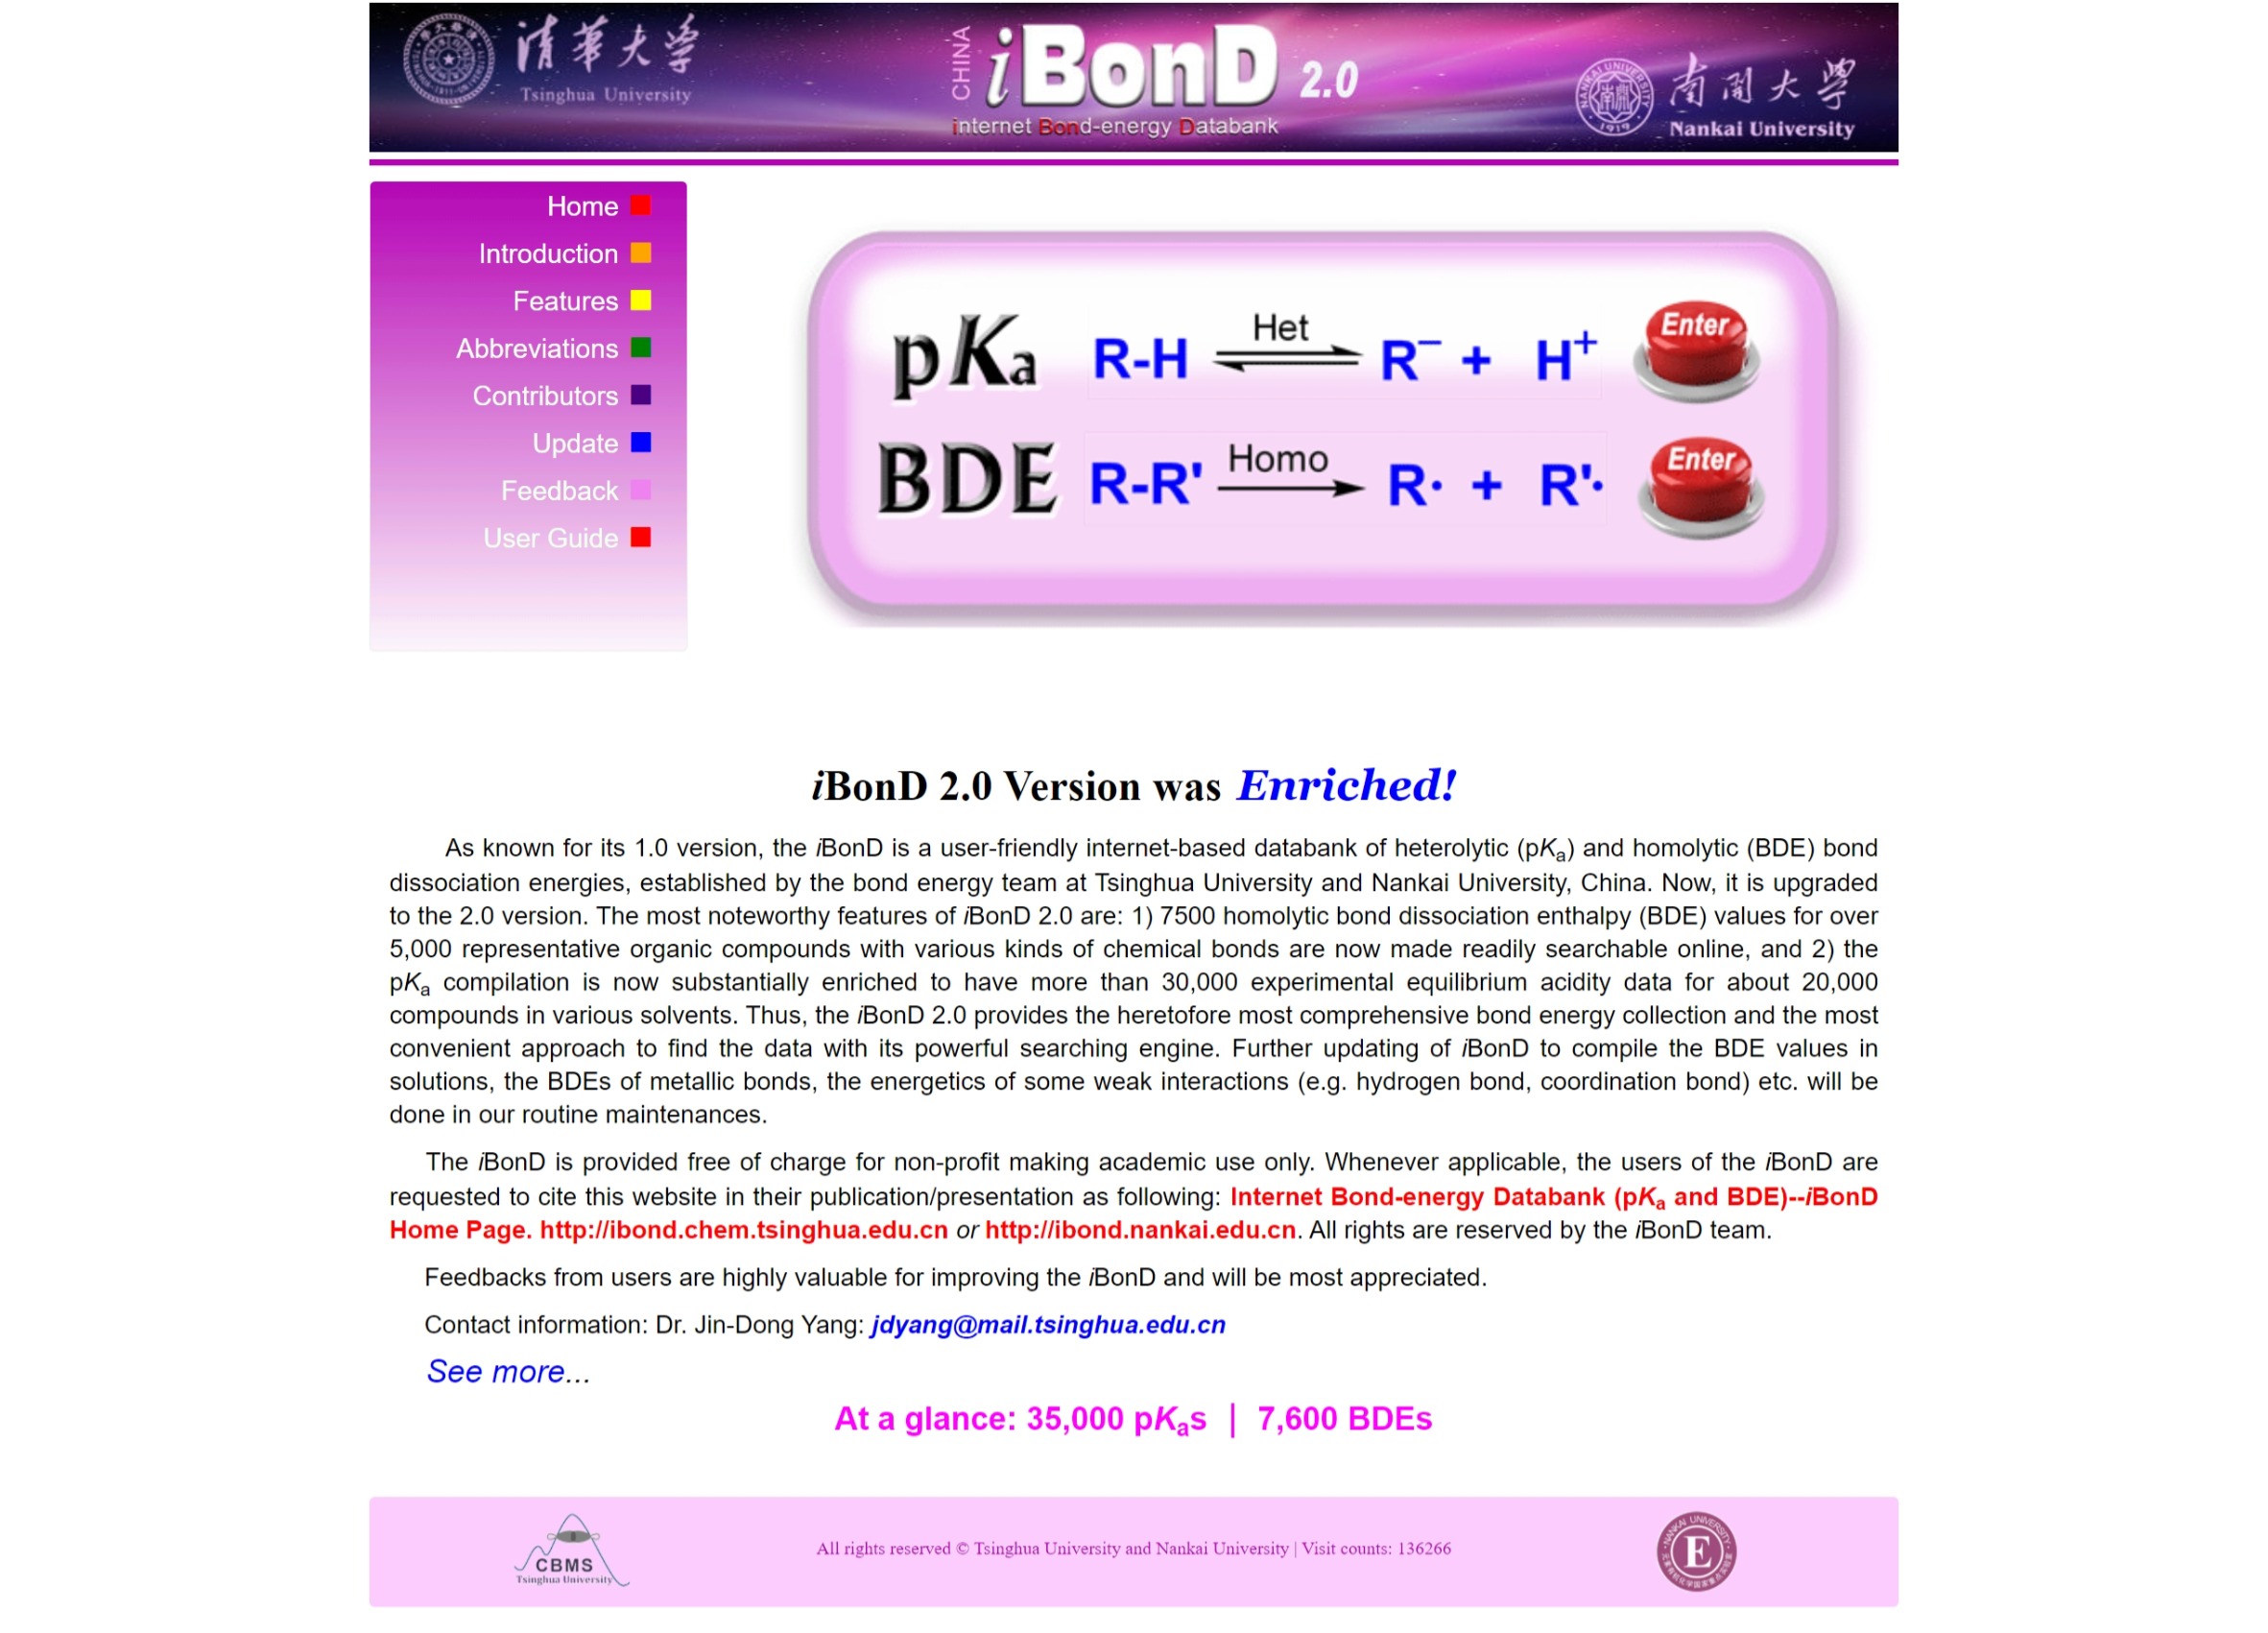 清華大学
Tsinghua University
CHINA
iBonD 2.0
internet Bond-energy Databank
南開大學
Nankai University
NANKAI UNIVERSITY
1919
Home
Introduction
Features
Abbreviations
Contributors
Update
Feedback
User Guide
pKa R-H Het R− + H+ Enter
BDE R-R' Homo R· + R'· Enter
iBonD 2.0 Version was Enriched!
As known for its 1.0 version, the iBonD is a user-friendly internet-based databank of heterolytic (pKa) and homolytic (BDE) bond
dissociation energies, established by the bond energy team at Tsinghua University and Nankai University, China. Now, it is upgraded
to the 2.0 version. The most noteworthy features of iBonD 2.0 are: 1) 7500 homolytic bond dissociation enthalpy (BDE) values for over
5,000 representative organic compounds with various kinds of chemical bonds are now made readily searchable online, and 2) the
pKa compilation is now substantially enriched to have more than 30,000 experimental equilibrium acidity data for about 20,000
compounds in various solvents. Thus, the iBonD 2.0 provides the heretofore most comprehensive bond energy collection and the most
convenient approach to find the data with its powerful searching engine. Further updating of iBonD to compile the BDE values in
solutions, the BDEs of metallic bonds, the energetics of some weak interactions (e.g. hydrogen bond, coordination bond) etc. will be
done in our routine maintenances.
The iBonD is provided free of charge for non-profit making academic use only. Whenever applicable, the users of the iBonD are
requested to cite this website in their publication/presentation as following: Internet Bond-energy Databank (pKa and BDE)--iBonD
Home Page. http://ibond.chem.tsinghua.edu.cn or http://ibond.nankai.edu.cn. All rights are reserved by the iBonD team.
Feedbacks from users are highly valuable for improving the iBonD and will be most appreciated.
Contact information: Dr. Jin-Dong Yang: jdyang@mail.tsinghua.edu.cn
See more...
At a glance: 35,000 pKas | 7,600 BDEs
CBMS
Tsinghua University
All rights reserved © Tsinghua University and Nankai University | Visit counts: 136266
NANKAI UNIVERSITY
E